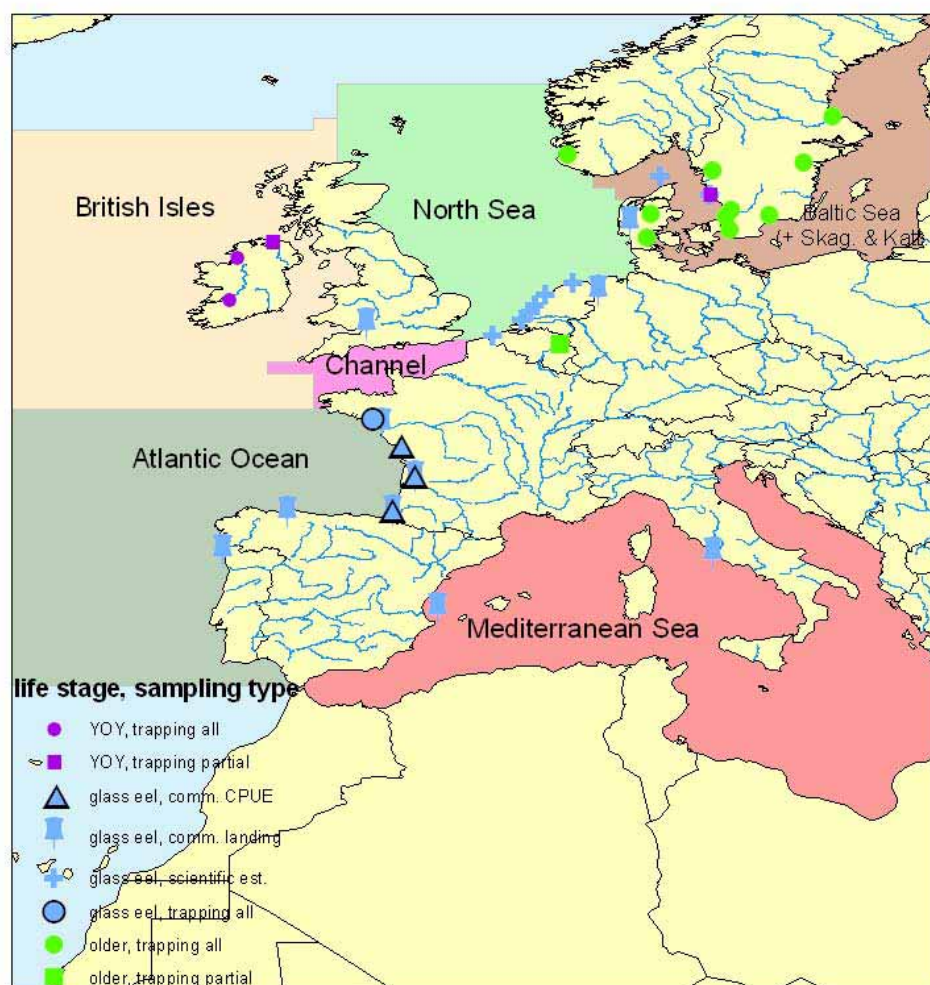 British Isles
North Sea
Baltic Sea
(+ Skag. & Katt
Channel
Atlantic Ocean
Mediterranean Sea
life stage, sampling type
YOY, trapping all
YOY, trapping partial
glass eel, comm. CPUE
glass eel, comm. landing
glass eel, scientific est.
glass eel, trapping all
older, trapping all
older, trapping partial